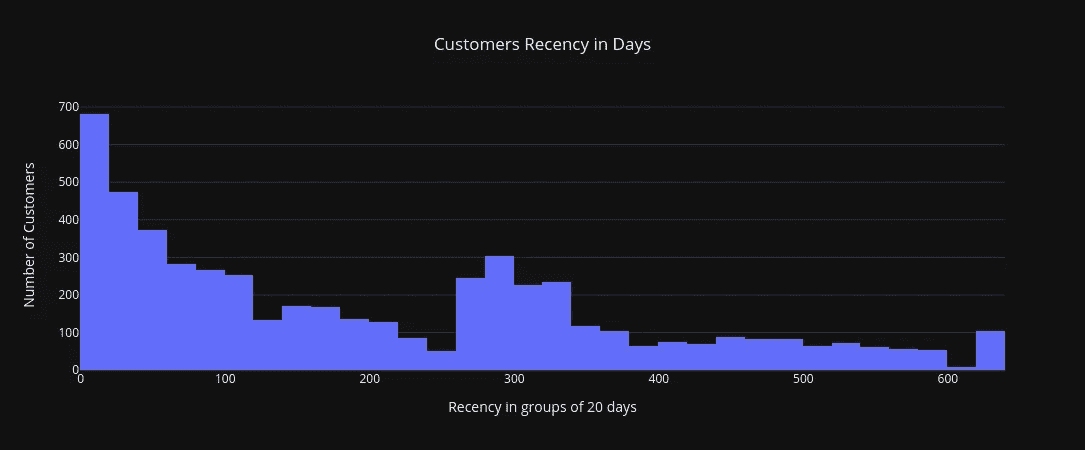 Customers Recency in Days
Number of Customers
700
600
500
400
300
200
100
0
0 100 200 300 400 500 600
Recency in groups of 20 days